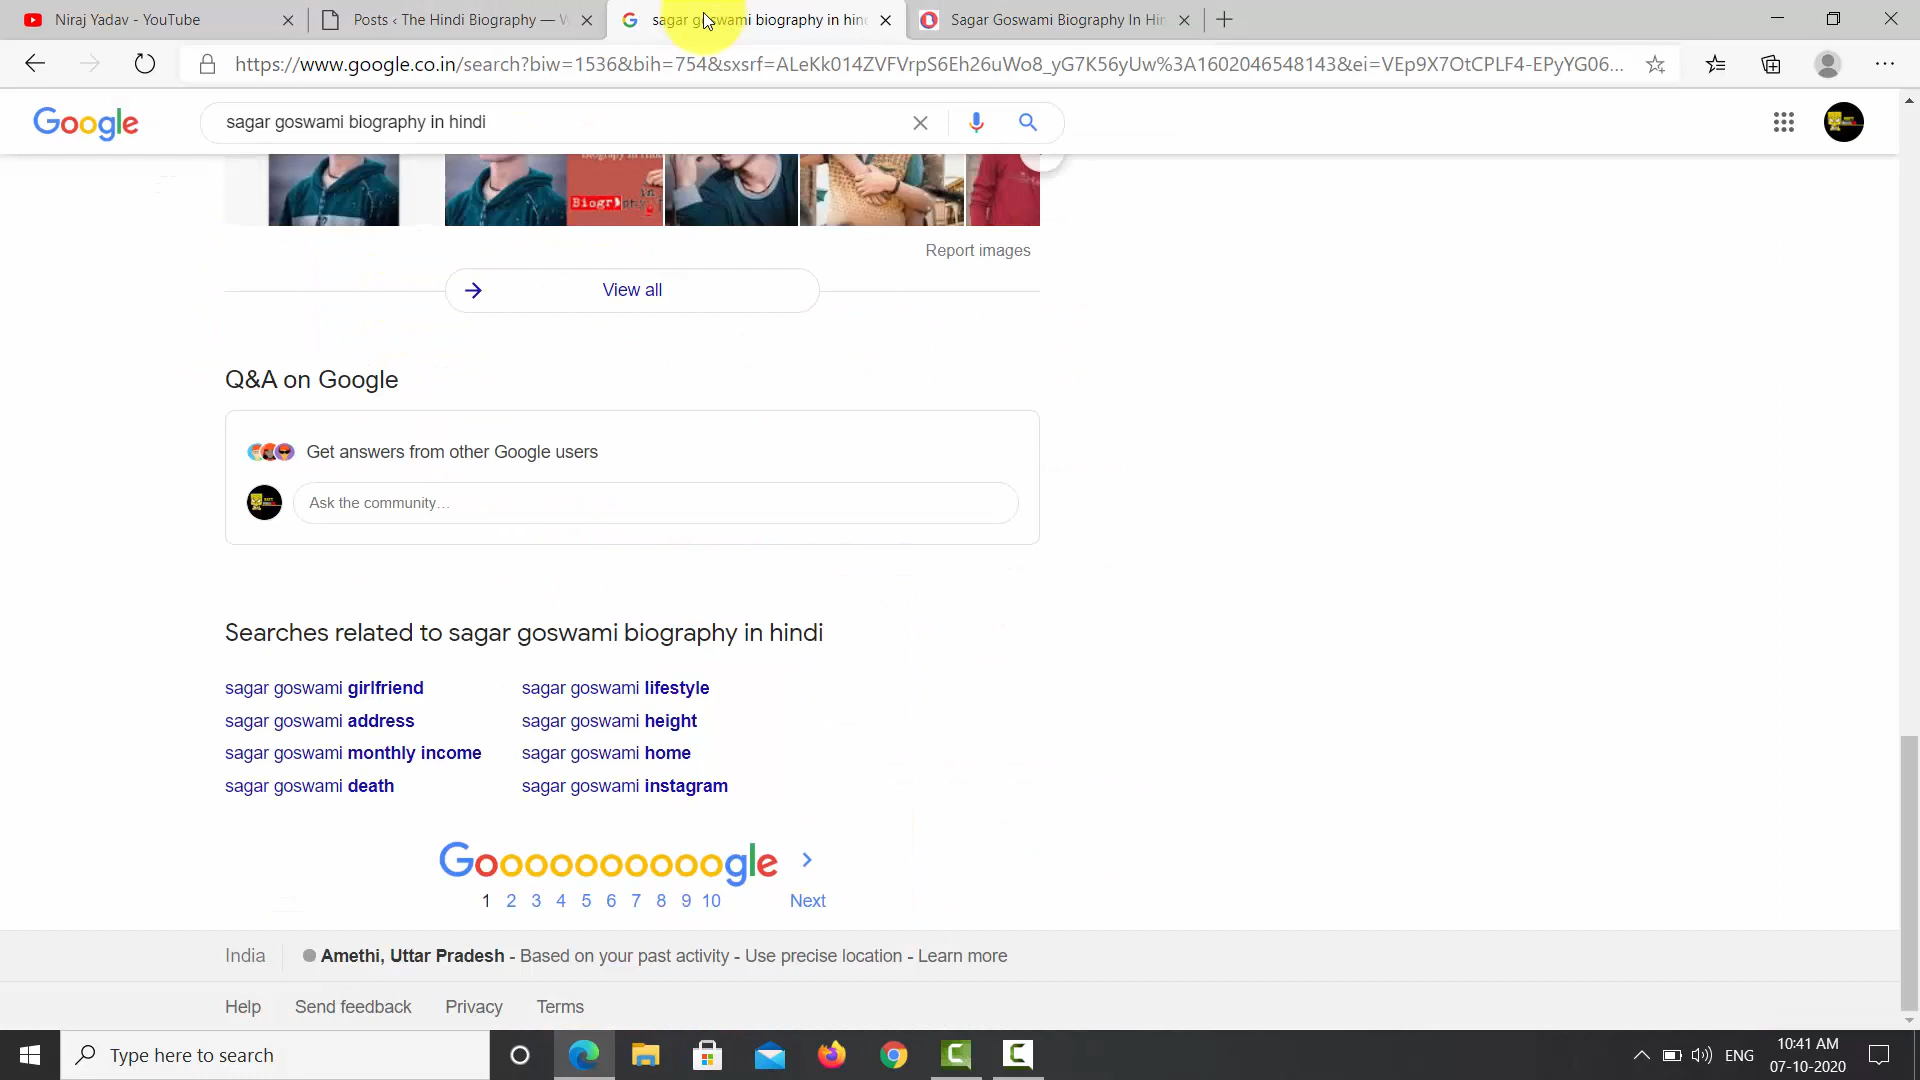 Niraj Yadav - YouTube
Posts ‹ The Hindi Biography — W
sagar goswami biography in hind
Sagar Goswami Biography In Hin
https://www.google.co.in/search?biw=1536&bih=754&sxsrf=ALeKk014ZVFVrpS6Eh26uWo8_yG7K56yUw%3A1602046548143&ei=VEp9X7OtCPLF4-EPyYG06...
Google
sagar goswami biography in hindi
Report images
View all
Q&A on Google
Get answers from other Google users
Ask the community...
Searches related to sagar goswami biography in hindi
sagar goswami girlfriend
sagar goswami lifestyle
sagar goswami address
sagar goswami height
sagar goswami monthly income
sagar goswami home
sagar goswami death
sagar goswami instagram
Goooooooooogle
1 2 3 4 5 6 7 8 9 10 Next
India
Amethi, Uttar Pradesh - Based on your past activity - Use precise location - Learn more
Help Send feedback Privacy Terms
Type here to search
ENG
10:41 AM
07-10-2020